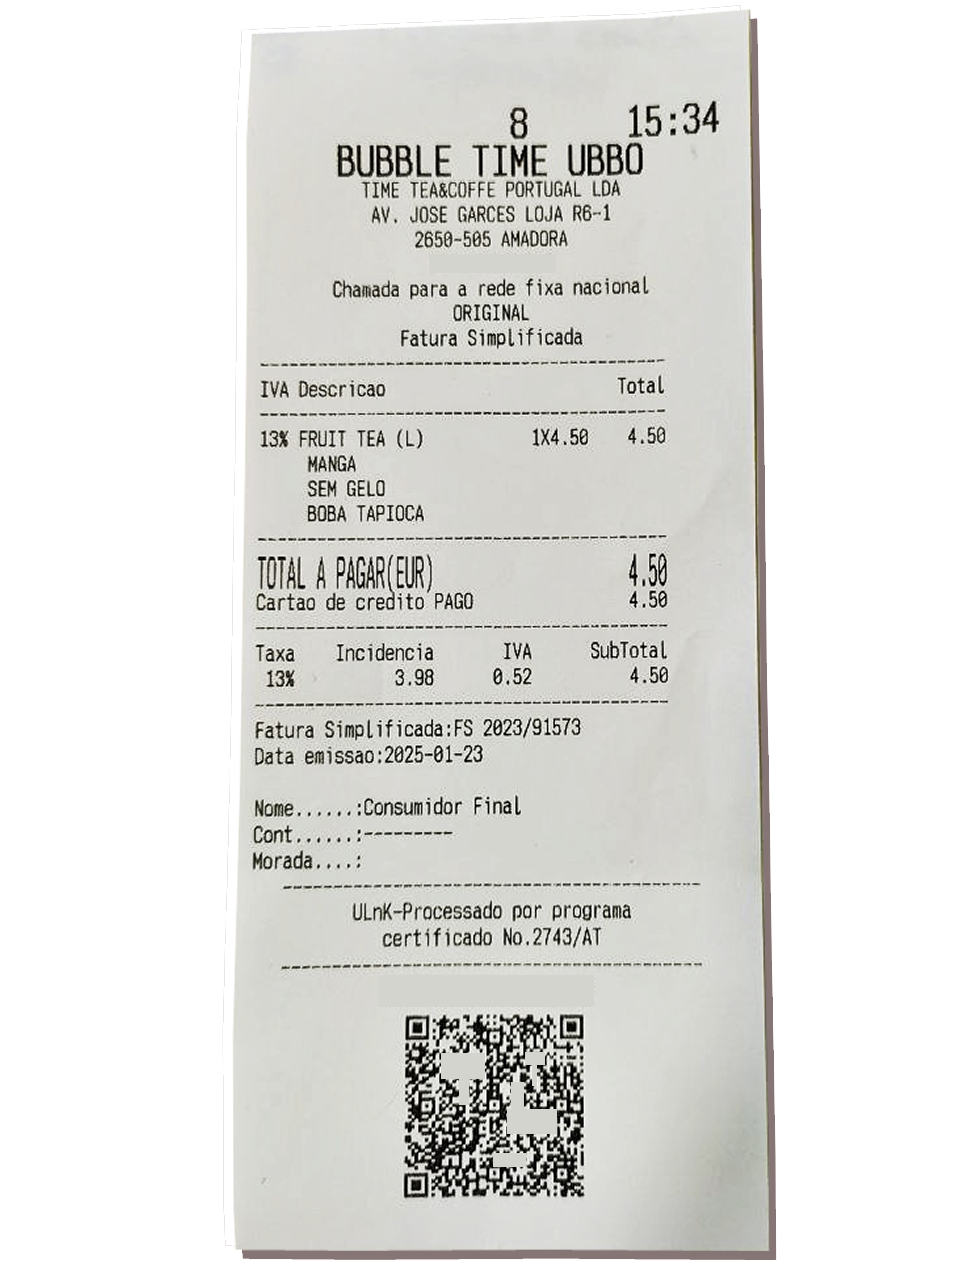 8 15:34
BUBBLE TIME UBBO
TIME TEA&COFFE PORTUGAL LDA
AV. JOSE GARCES LOJA R6-1
2650-505 AMADORA
Chamada para a rede fixa nacional
ORIGINAL
Fatura Simplificada
IVA Descricao Total
13% FRUIT TEA (L) 1X4.50 4.50
MANGA
SEM GELO
BOBA TAPIOCA
TOTAL A PAGAR(EUR) 4.50
Cartao de credito PAGO 4.50
Taxa Incidencia IVA SubTotal
13% 3.98 0.52 4.50
Fatura Simplificada:FS 2023/91573
Data emissao:2025-01-23
Nome......:Consumidor Final
Cont......:---------
Morada....:
ULnK-Processado por programa
certificado No.2743/AT